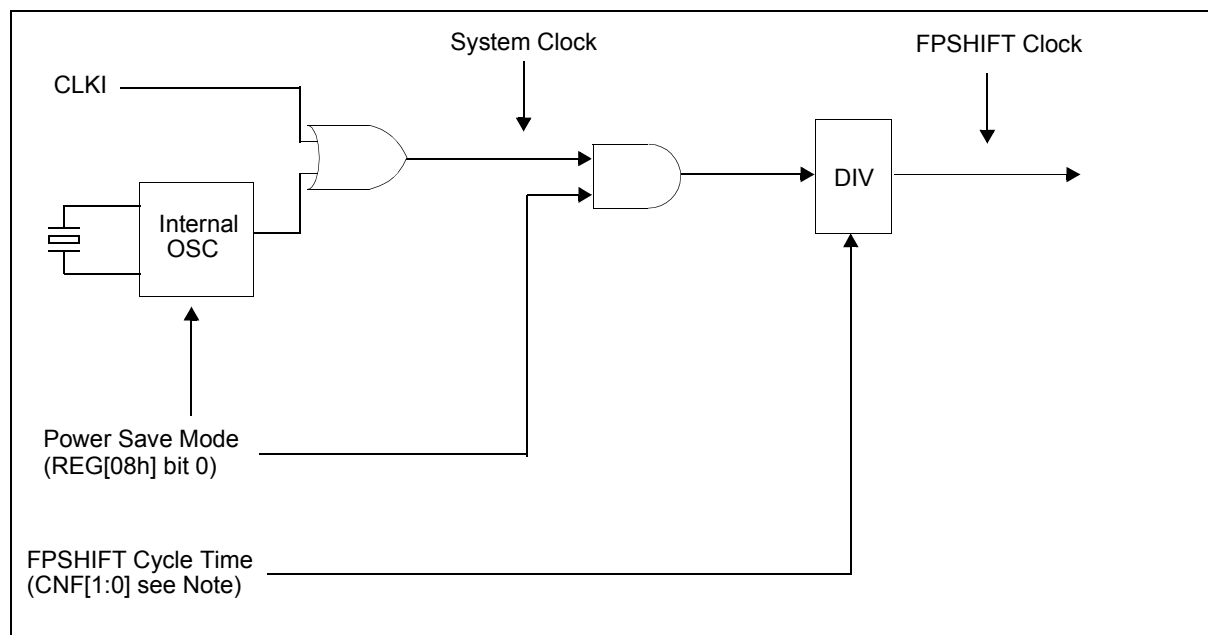 System Clock
FPSHIFT Clock
CLKI
DIV
Internal
OSC
Power Save Mode
(REG[08h] bit 0)
FPSHIFT Cycle Time
(CNF[1:0] see Note)